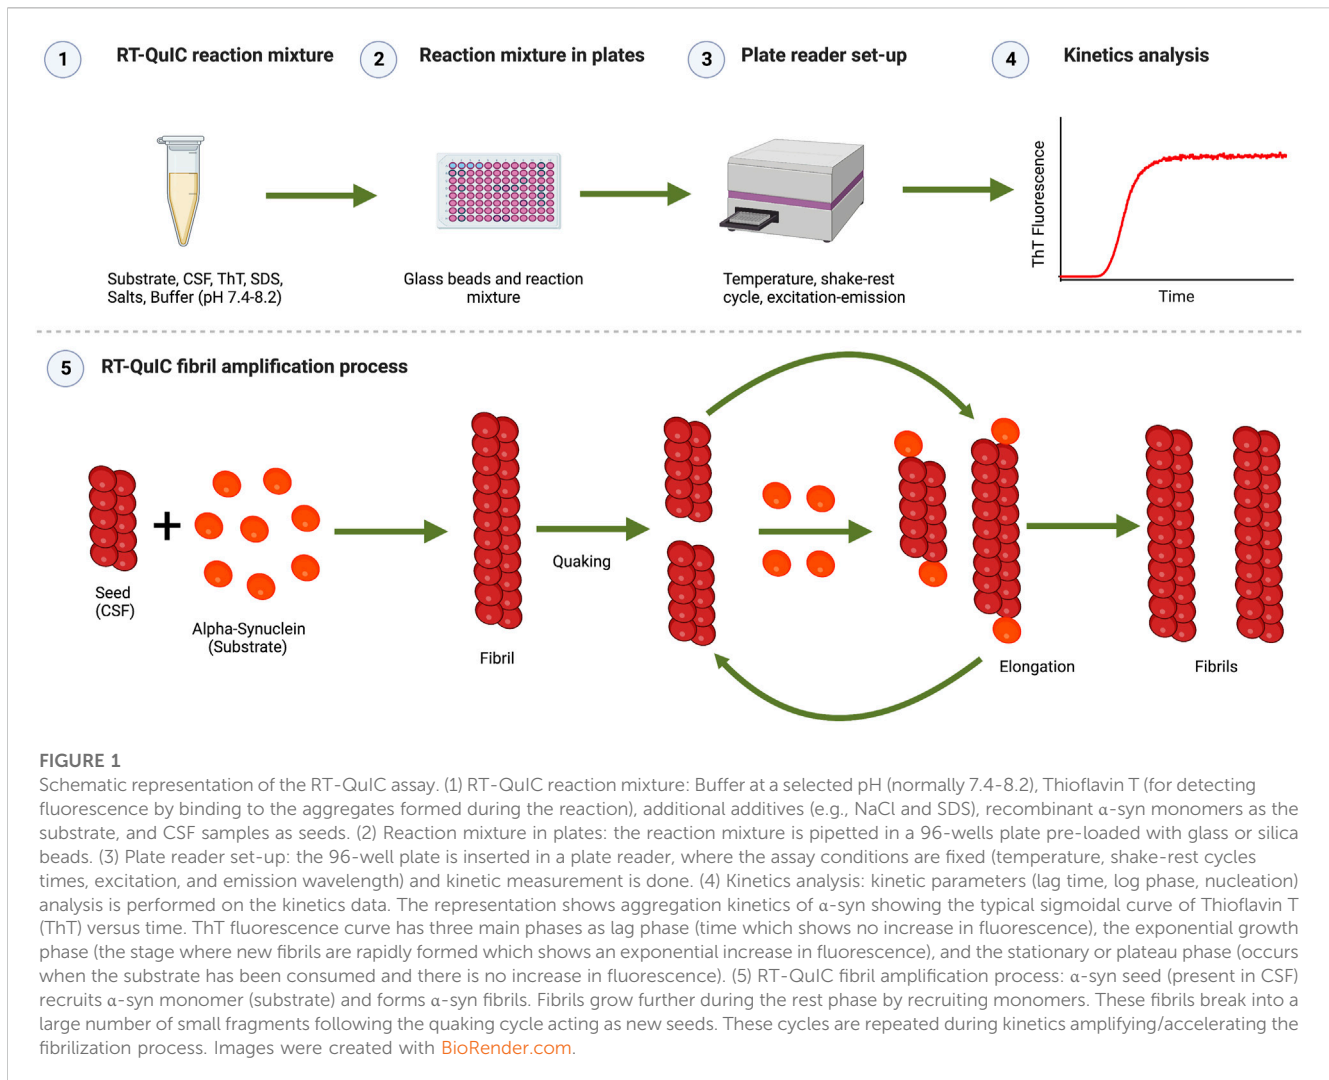 1
RT-QuIC reaction mixture
2
Reaction mixture in plates
3
Plate reader set-up
4
Kinetics analysis
Substrate, CSF, ThT, SDS,
Salts, Buffer (pH 7.4-8.2)
Glass beads and reaction
mixture
Temperature, shake-rest
cycle, excitation-emission
ThT Fluorescence
Time
5
RT-QuIC fibril amplification process
+
Seed
(CSF)
Alpha-Synuclein
(Substrate)
Fibril
Quaking
Elongation
Fibrils
FIGURE 1
Schematic representation of the RT-QuIC assay. (1) RT-QuIC reaction mixture: Buffer at a selected pH (normally 7.4-8.2), Thioflavin T (for detecting
fluorescence by binding to the aggregates formed during the reaction), additional additives (e.g., NaCl and SDS), recombinant α-syn monomers as the
substrate, and CSF samples as seeds. (2) Reaction mixture in plates: the reaction mixture is pipetted in a 96-wells plate pre-loaded with glass or silica
beads. (3) Plate reader set-up: the 96-well plate is inserted in a plate reader, where the assay conditions are fixed (temperature, shake-rest cycles
times, excitation, and emission wavelength) and kinetic measurement is done. (4) Kinetics analysis: kinetic parameters (lag time, log phase, nucleation)
analysis is performed on the kinetics data. The representation shows aggregation kinetics of α-syn showing the typical sigmoidal curve of Thioflavin T
(ThT) versus time. ThT fluorescence curve has three main phases as lag phase (time which shows no increase in fluorescence), the exponential growth
phase (the stage where new fibrils are rapidly formed which shows an exponential increase in fluorescence), and the stationary or plateau phase (occurs
when the substrate has been consumed and there is no increase in fluorescence). (5) RT-QuIC fibril amplification process: α-syn seed (present in CSF)
recruits α-syn monomer (substrate) and forms α-syn fibrils. Fibrils grow further during the rest phase by recruiting monomers. These fibrils break into a
large number of small fragments following the quaking cycle acting as new seeds. These cycles are repeated during kinetics amplifying/accelerating the
fibrilization process. Images were created with BioRender.com.